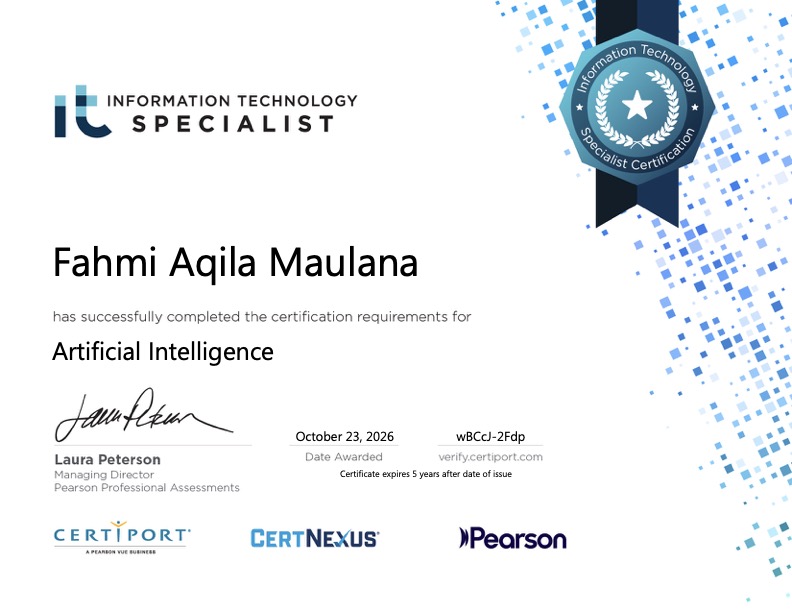 it INFORMATION TECHNOLOGY
SPECIALIST
Information Technology
Specialist Certification
Fahmi Aqila Maulana
has successfully completed the certification requirements for
Artificial Intelligence
Laura Peterson
Managing Director
Pearson Professional Assessments
October 23, 2026
Date Awarded
wBCcJ-2Fdp
verify.certiport.com
Certificate expires 5 years after date of issue
CERTIPORT
A PEARSON VUE BUSINESS
CERTNEXUS
Pearson